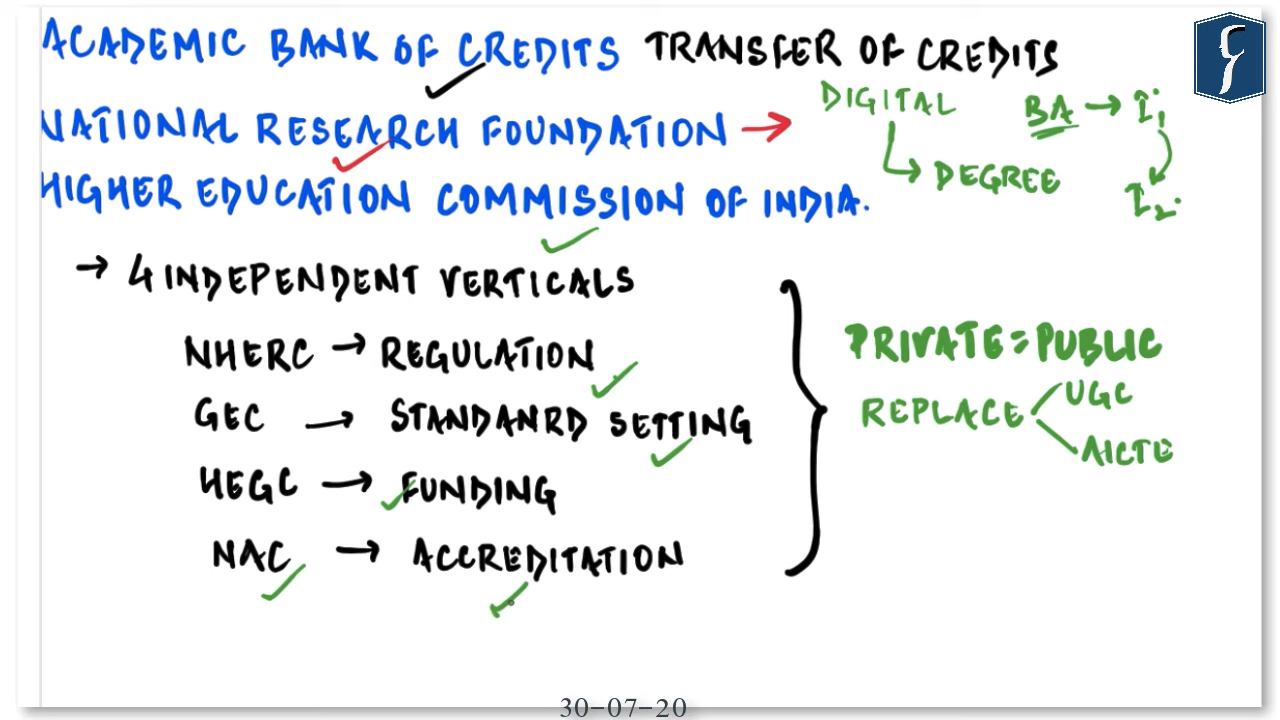 ACADEMIC BANK OF CREDITS TRANSFER OF CREDITS
DIGITAL BA → I1
NATIONAL RESEARCH FOUNDATION →
DEGREE I2.
HIGHER EDUCATION COMMISSION OF INDIA.
→ 4 INDEPENDENT VERTICALS
NHERC → REGULATION
GEC → STANDANRD SETTING
HEGC → FUNDING
NAC → ACCREDITATION
PRIVATE = PUBLIC
REPLACE UGC
AICTE
30-07-20